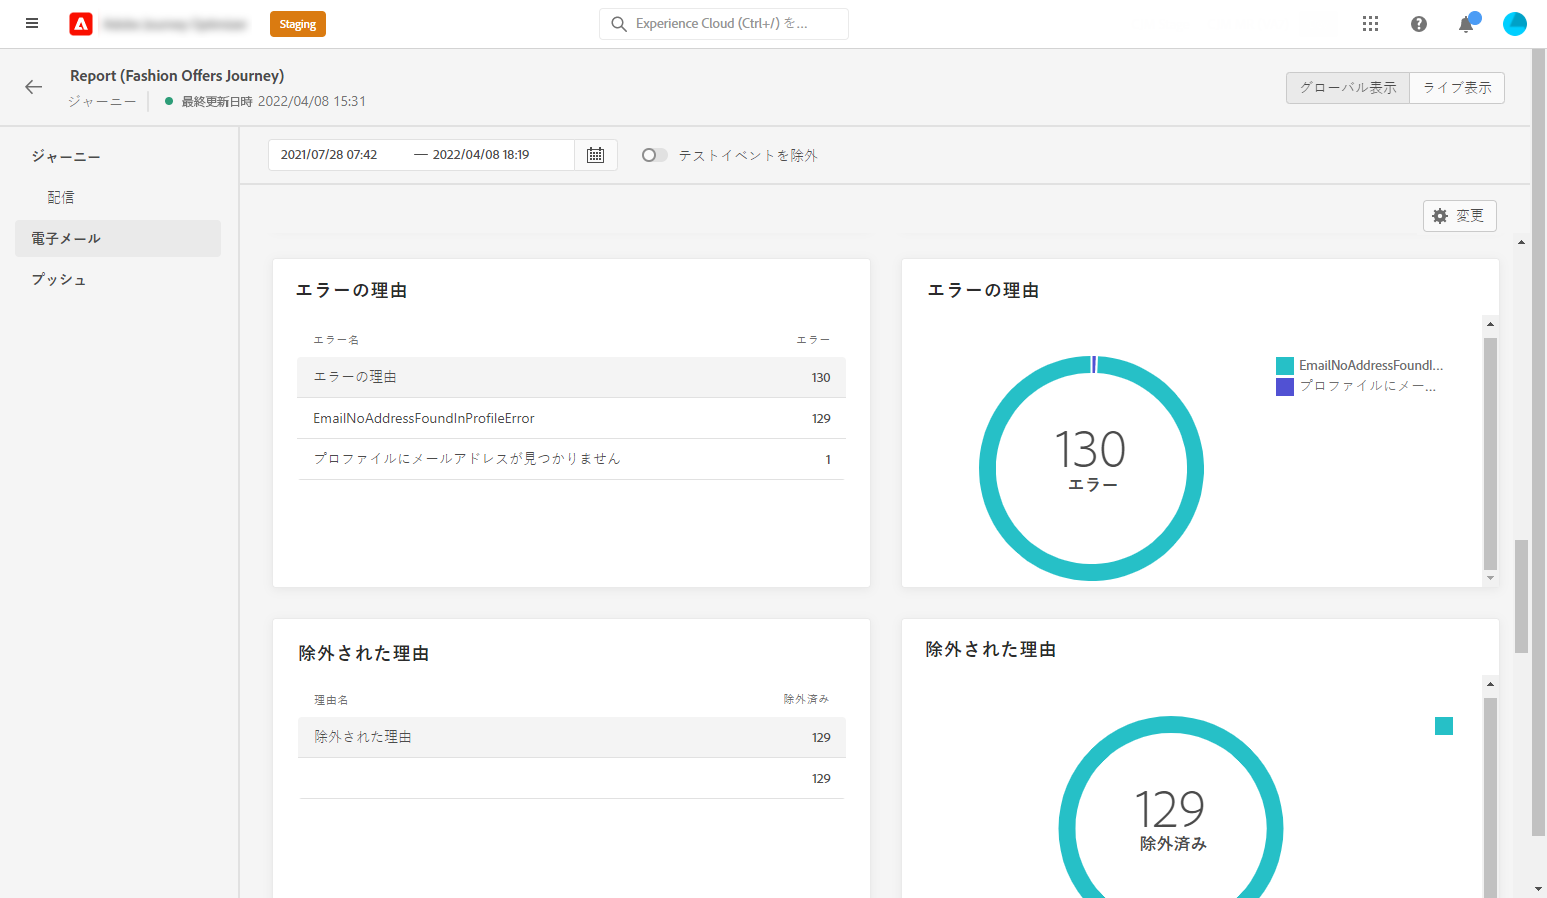 Staging
Experience Cloud (Ctrl+/) を...
Report (Fashion Offers Journey)
ジャーニー
最終更新日時 2022/04/08 15:31
グローバル表示
ライブ表示
ジャーニー
配信
電子メール
プッシュ
2021/07/28 07:42 — 2022/04/08 18:19
テストイベントを除外
変更
エラーの理由
エラー名 エラー
エラーの理由 130
EmailNoAddressFoundInProfileError 129
プロファイルにメールアドレスが見つかりません 1
エラーの理由
EmailNoAddressFoundI...
プロファイルにメー...
130
エラー
除外された理由
理由名 除外済み
除外された理由 129
129
除外された理由
129
除外済み